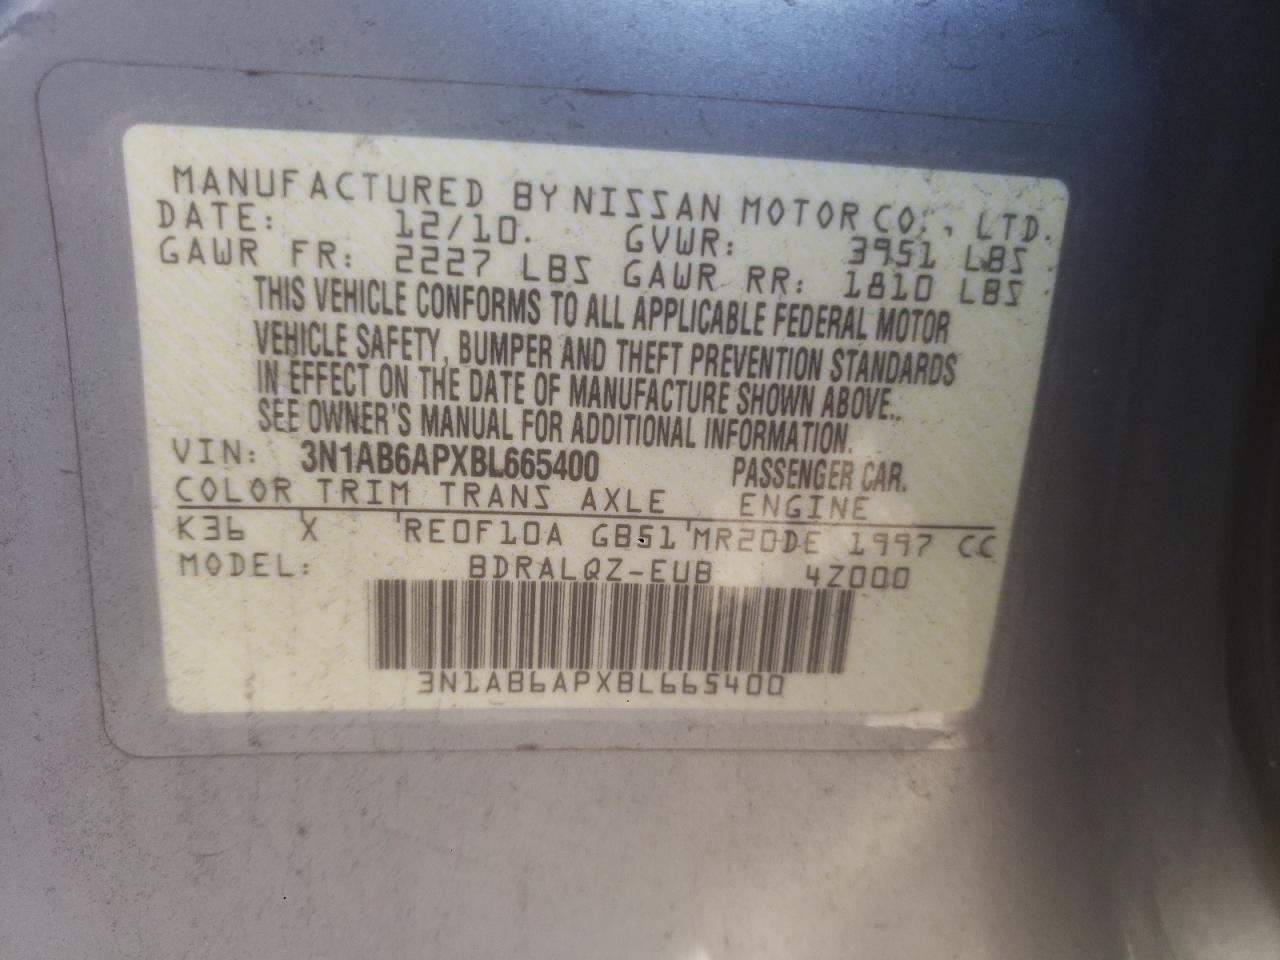 MANUFACTURED BY NISSAN MOTOR CO., LTD.
DATE: 12/10. GVWR: 3951 LBS
GAWR FR: 2227 LBS GAWR RR: 1810 LBS
THIS VEHICLE CONFORMS TO ALL APPLICABLE FEDERAL MOTOR
VEHICLE SAFETY, BUMPER AND THEFT PREVENTION STANDARDS
IN EFFECT ON THE DATE OF MANUFACTURE SHOWN ABOVE..
SEE OWNER'S MANUAL FOR ADDITIONAL INFORMATION.
VIN: 3N1AB6APXBL665400 PASSENGER CAR.
COLOR TRIM TRANS AXLE ENGINE
K36 X RE0F10A GB51 MR20DE 1997 CC
MODEL: BDRALQZ-EUB 4Z000
3N1AB6APXBL665400